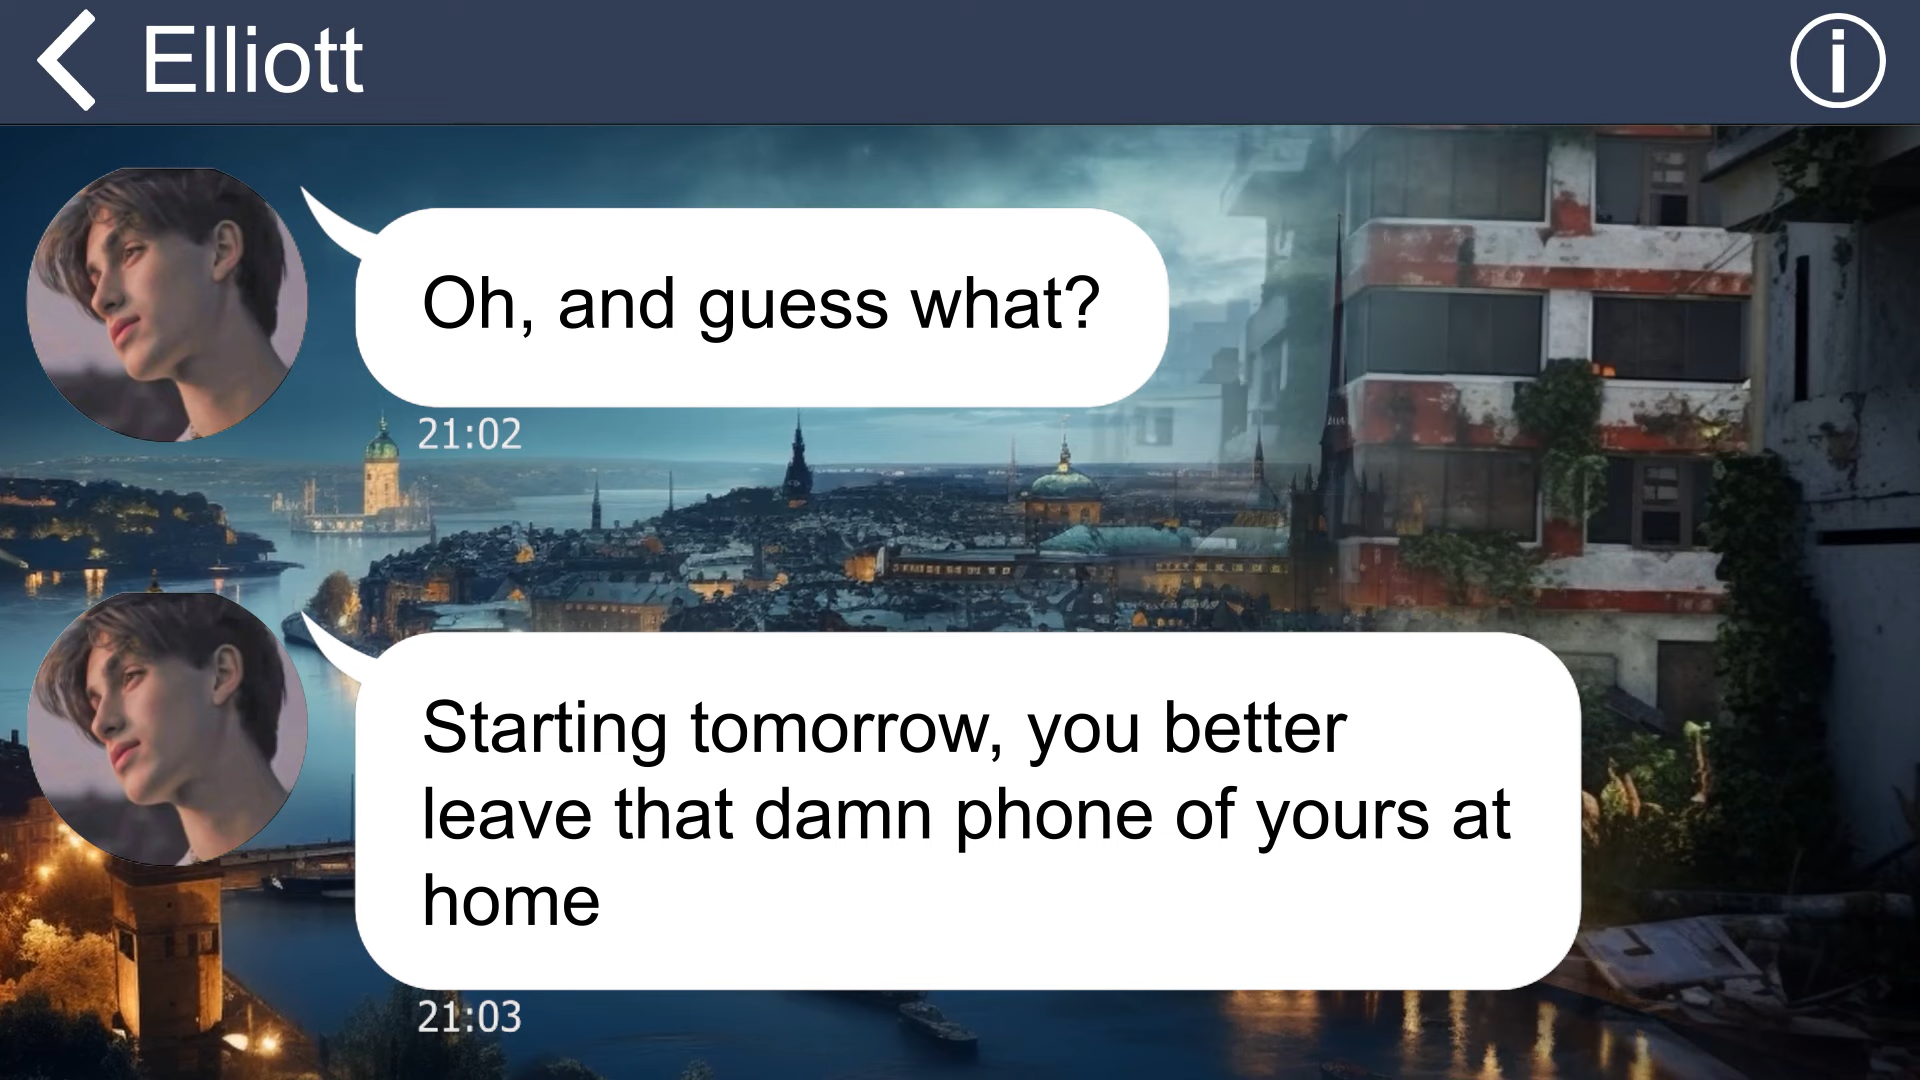 Elliott
Oh, and guess what?
21:02
Starting tomorrow, you better
leave that damn phone of yours at
home
21:03